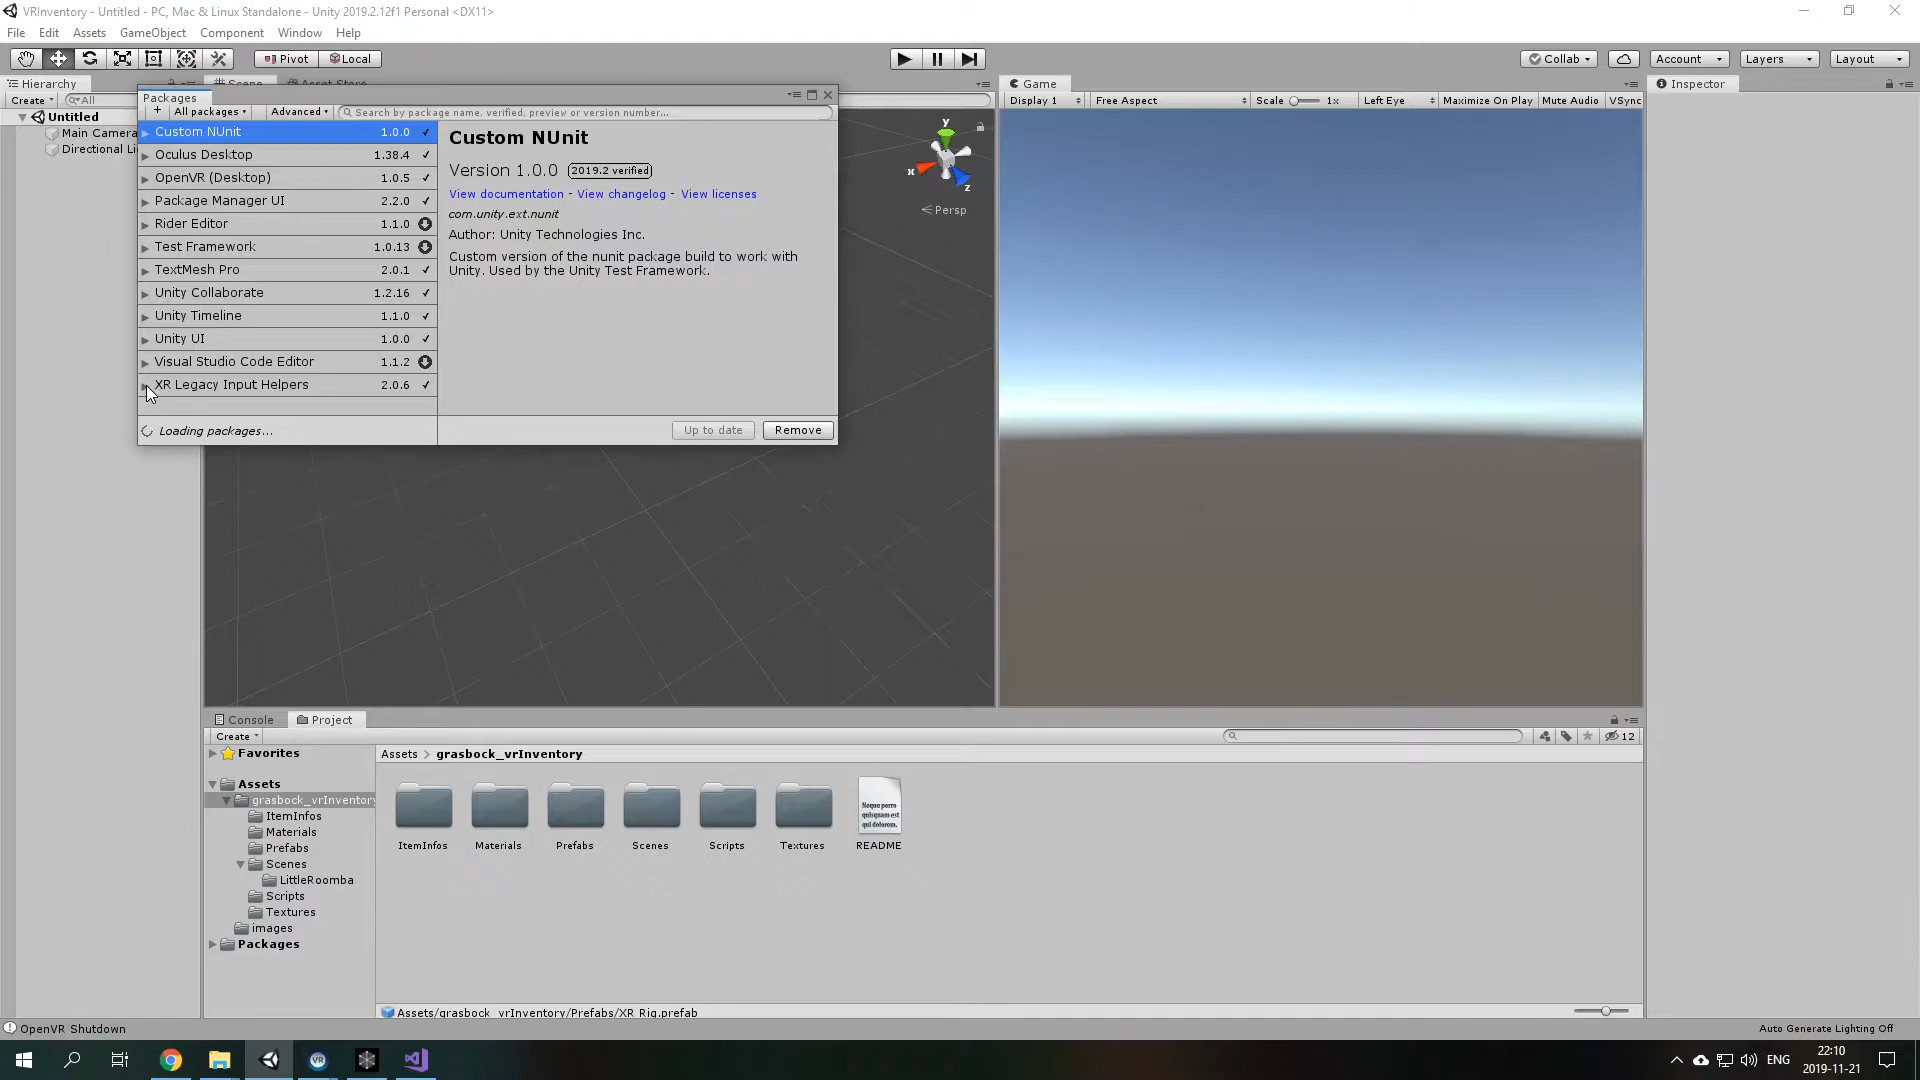 VRInventory - Untitled - PC, Mac & Linux Standalone - Unity 2019.2.12f1 Personal <DX11>
File Edit Assets GameObject Component Window Help
Pivot Local Collab Account Layers Layout
Hierarchy Scene Asset Store Game Inspector
Create All
Display 1 Free Aspect Scale 1x Left Eye Maximize On Play Mute Audio VSync
Untitled
Main Camera
Directional Li
Packages
+ All packages Advanced Search by package name, verified, preview or version number...
Custom NUnit 1.0.0
Oculus Desktop 1.38.4
OpenVR (Desktop) 1.0.5
Package Manager UI 2.2.0
Rider Editor 1.1.0
Test Framework 1.0.13
TextMesh Pro 2.0.1
Unity Collaborate 1.2.16
Unity Timeline 1.1.0
Unity UI 1.0.0
Visual Studio Code Editor 1.1.2
XR Legacy Input Helpers 2.0.6
Loading packages...
Custom NUnit
Version 1.0.0 2019.2 verified
View documentation - View changelog - View licenses
com.unity.ext.nunit
Author: Unity Technologies Inc.
Custom version of the nunit package build to work with
Unity. Used by the Unity Test Framework.
Up to date Remove
y
x
z
Persp
Console Project
Create 12
Favorites
Assets
grasbock_vrInventory
ItemInfos
Materials
Prefabs
Scenes
LittleRoomba
Scripts
Textures
images
Packages
Assets > grasbock_vrInventory
Neque porro
quisquam est
qui dolorem.
ItemInfos Materials Prefabs Scenes Scripts Textures README
Assets/grasbock_vrInventory/Prefabs/XR Rig.prefab
OpenVR Shutdown
Auto Generate Lighting Off
VR
ENG
22:10
2019-11-21